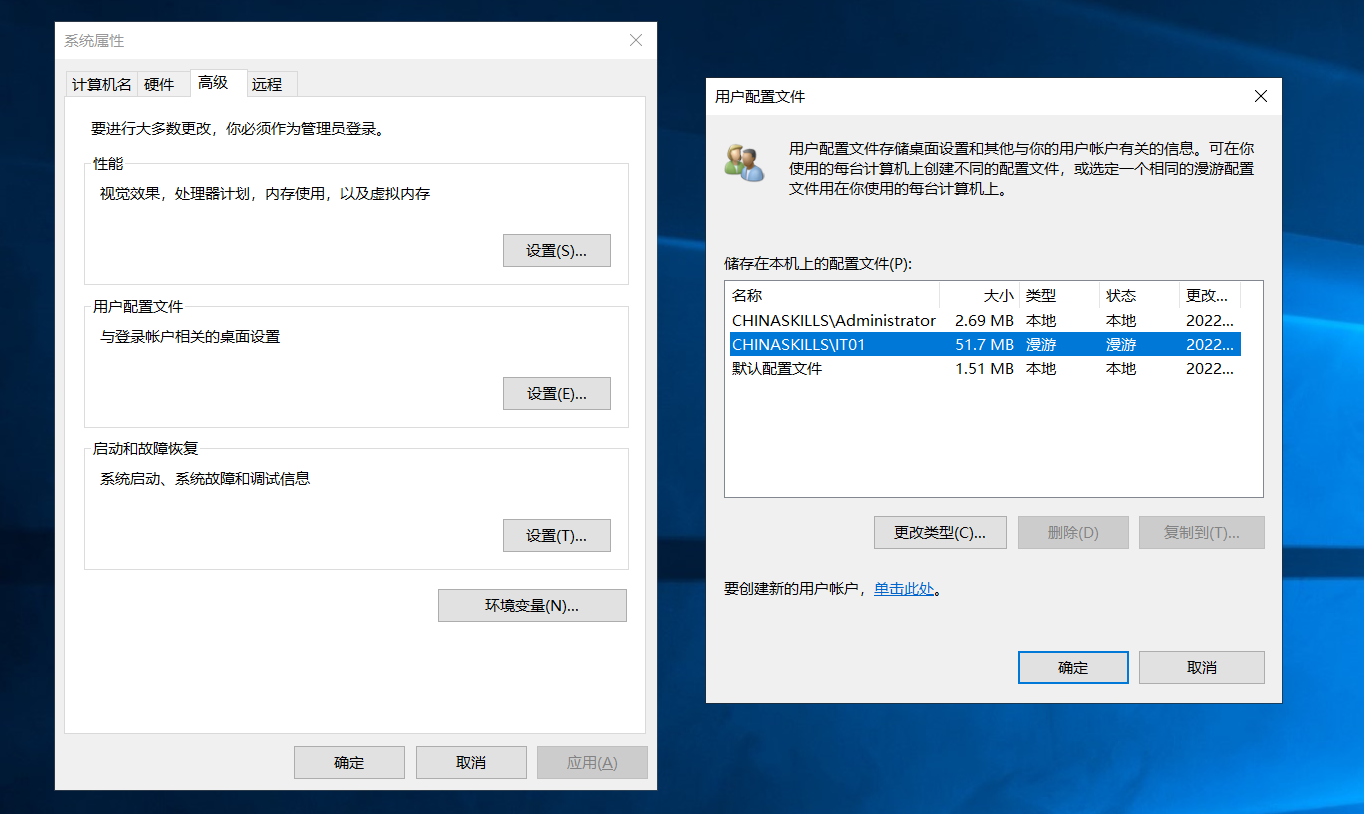 系统属性
计算机名 硬件 高级 远程
要进行大多数更改，你必须作为管理员登录。
性能
视觉效果，处理器计划，内存使用，以及虚拟内存
设置(S)...
用户配置文件
与登录帐户相关的桌面设置
设置(E)...
启动和故障恢复
系统启动、系统故障和调试信息
设置(T)...
环境变量(N)...
确定 取消 应用(A)
用户配置文件
用户配置文件存储桌面设置和其他与你的用户帐户有关的信息。可在你
使用的每台计算机上创建不同的配置文件，或选定一个相同的漫游配置
文件用在你使用的每台计算机上。
储存在本机上的配置文件(P):
名称 大小 类型 状态 更改...
CHINASKILLS\Administrator 2.69 MB 本地 本地 2022...
CHINASKILLS\IT01 51.7 MB 漫游 漫游 2022...
默认配置文件 1.51 MB 本地 本地 2022...
更改类型(C)... 删除(D) 复制到(T)...
要创建新的用户帐户，单击此处。
确定 取消